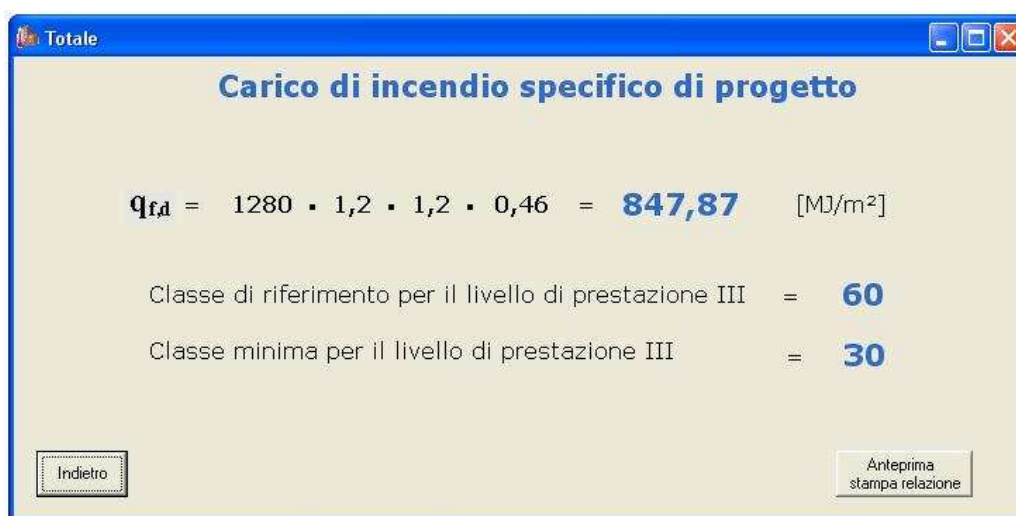 Totale
Carico di incendio specifico di progetto
qf,d = 1280 ▪ 1,2 ▪ 1,2 ▪ 0,46 = 847,87 [MJ/m²]
Classe di riferimento per il livello di prestazione III = 60
Classe minima per il livello di prestazione III = 30
Indietro
Anteprima
stampa relazione